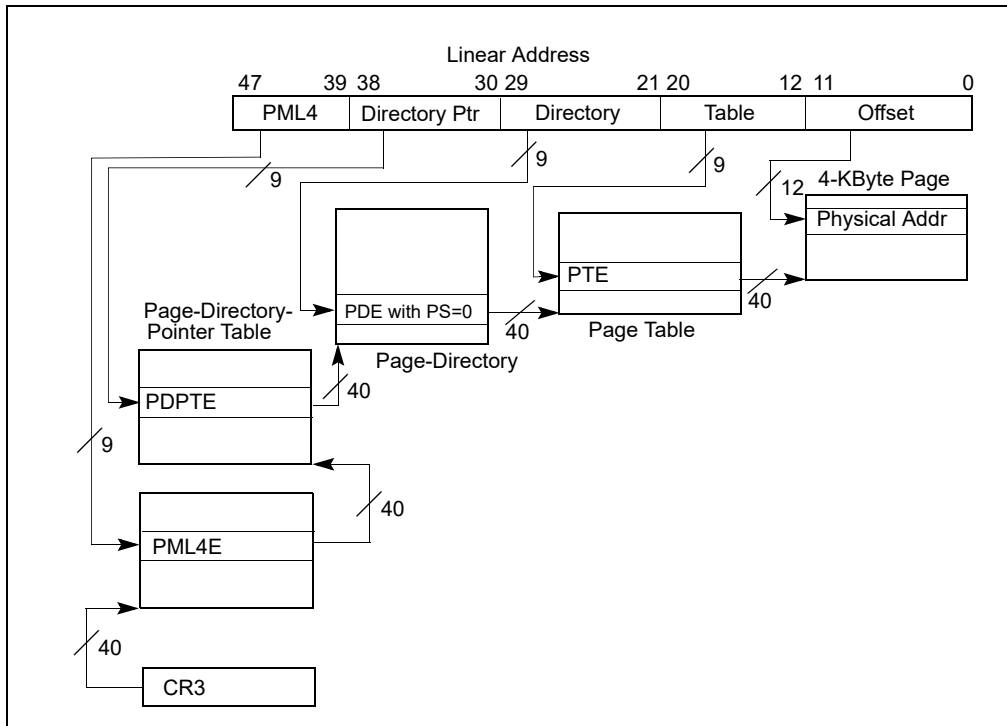 Linear Address
47 39 38 30 29 21 20 12 11 0
PML4 Directory Ptr Directory Table Offset
9 9 9 12 4-KByte Page
Physical Addr
PTE
40
PDE with PS=0 40
Page Table
Page-Directory-
Pointer Table
Page-Directory
40
PDPTE
9
40
PML4E
40
CR3